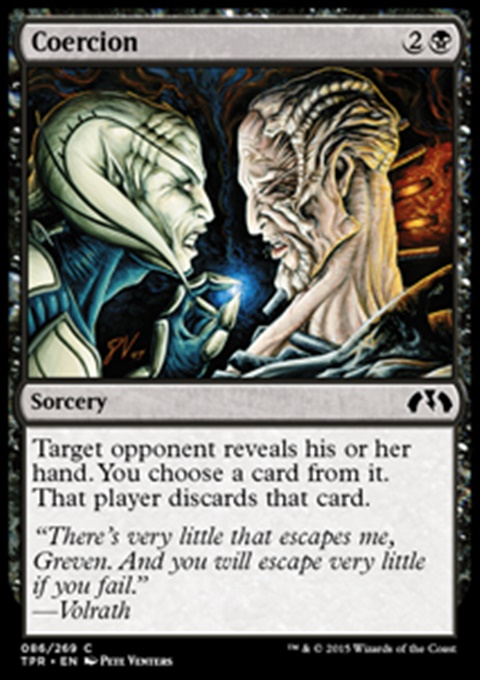 Coercion 2
PV 97
Sorcery
Target opponent reveals his or her
hand. You choose a card from it.
That player discards that card.
“There’s very little that escapes me,
Greven. And you will escape very little
if you fail.”
—Volrath
086/269 C
TPR • EN Pete Venters
™ & © 2015 Wizards of the Coast